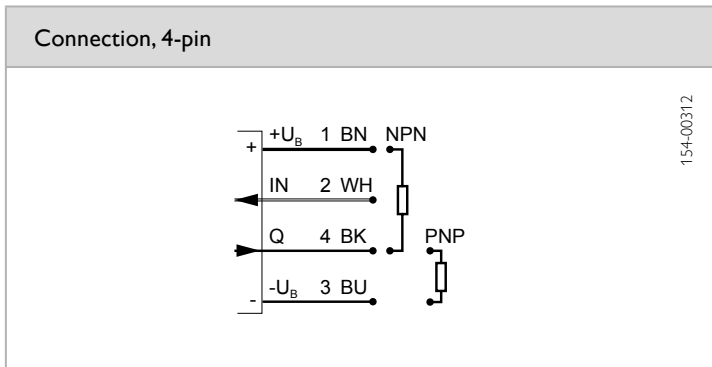 Connection, 4-pin
154-00312
+ +U_B 1 BN NPN
IN 2 WH
Q 4 BK PNP
- -U_B 3 BU